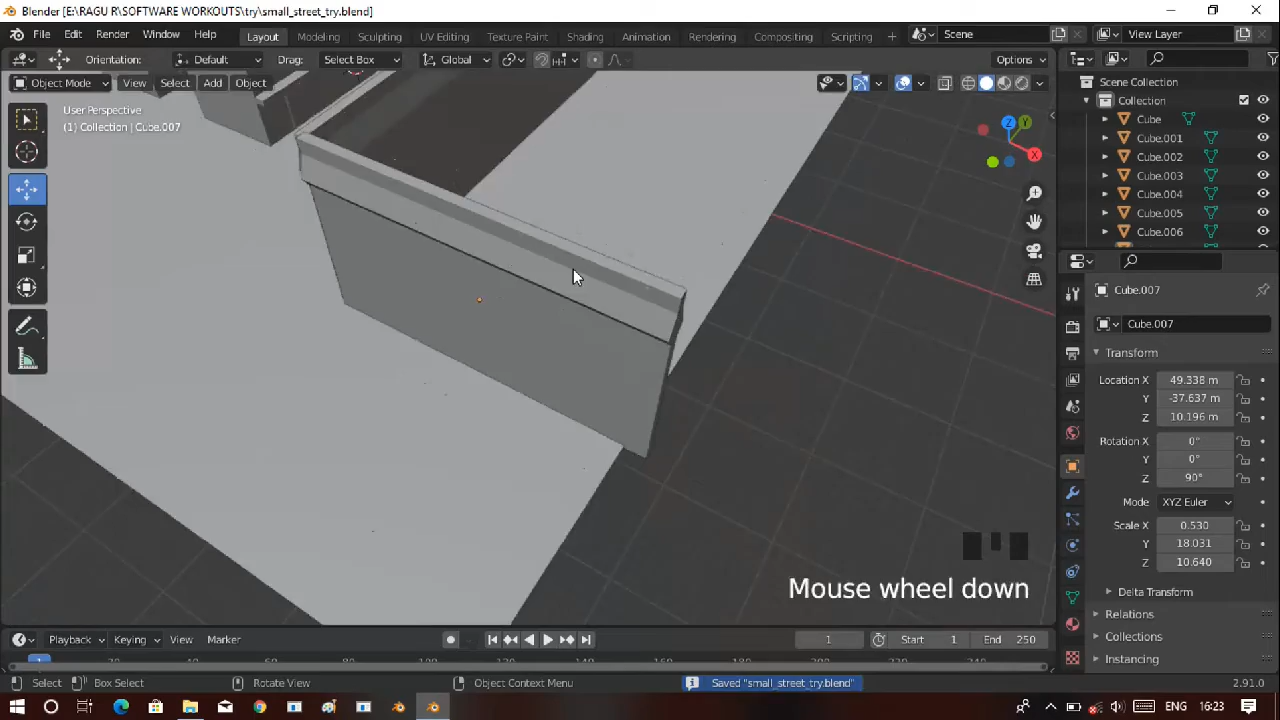 Blender [E:\RAGU R\SOFTWARE WORKOUTS\try\small_street_try.blend]
File Edit Render Window Help Layout Modeling Sculpting UV Editing Texture Paint Shading Animation Rendering Compositing Scripting + Scene View Layer
Orientation: Default Drag: Select Box Global Options
Object Mode View Select Add Object
User Perspective
(1) Collection | Cube.007
Z Y X
Scene Collection
Collection
Cube
Cube.001
Cube.002
Cube.003
Cube.004
Cube.005
Cube.006
Cube.007
Cube.007
Transform
Location X 49.338 m
Y -37.637 m
Z 10.196 m
Rotation X 0°
Y 0°
Z 90°
Mode XYZ Euler
Scale X 0.530
Y 18.031
Z 10.640
Delta Transform
Relations
Collections
Instancing
Mouse wheel down
Playback Keying View Marker 1 Start 1 End 250
1
Select Box Select Rotate View Object Context Menu Saved "small_street_try.blend" 2.91.0
ENG 16:23